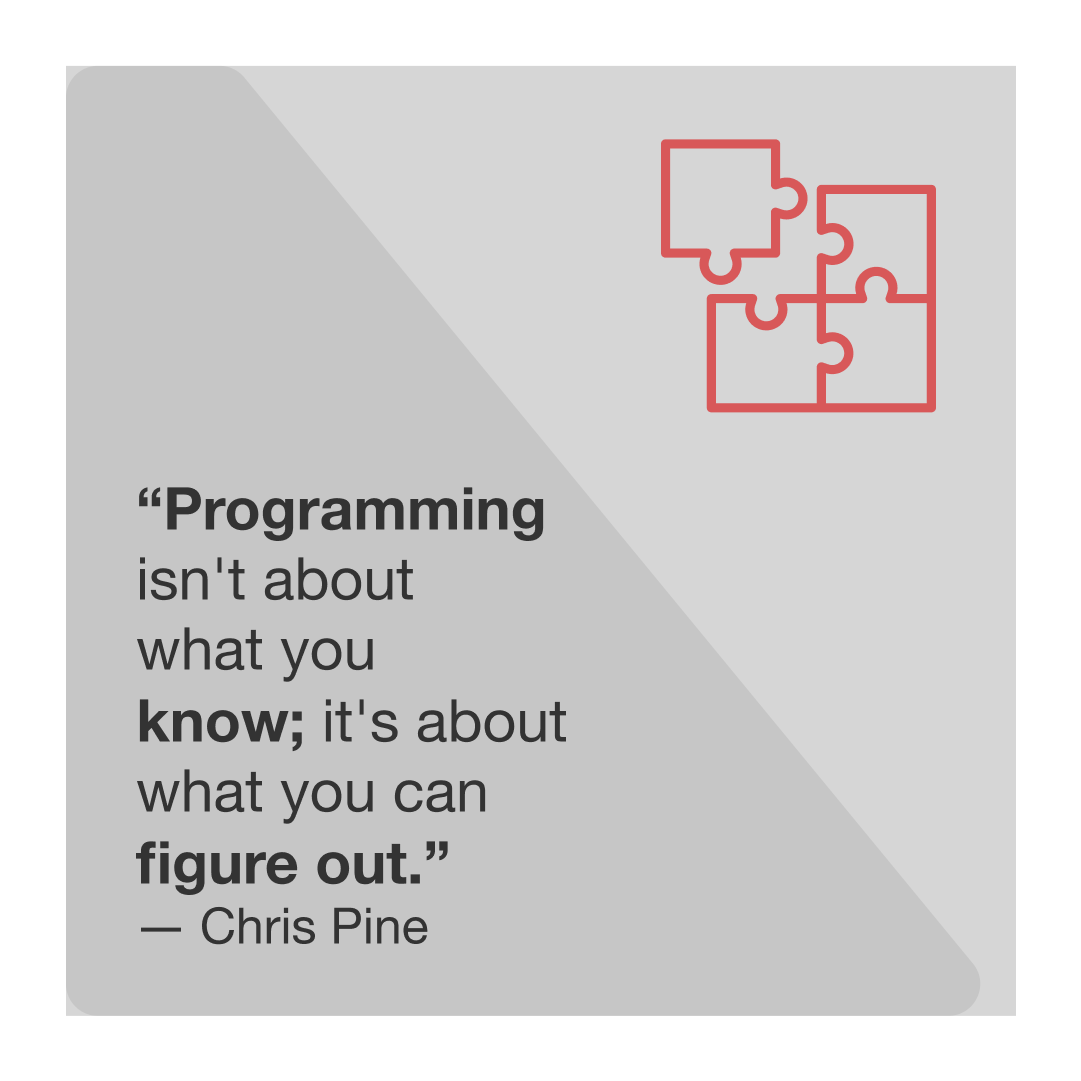 “Programming
isn't about
what you
know; it's about
what you can
figure out.”
— Chris Pine